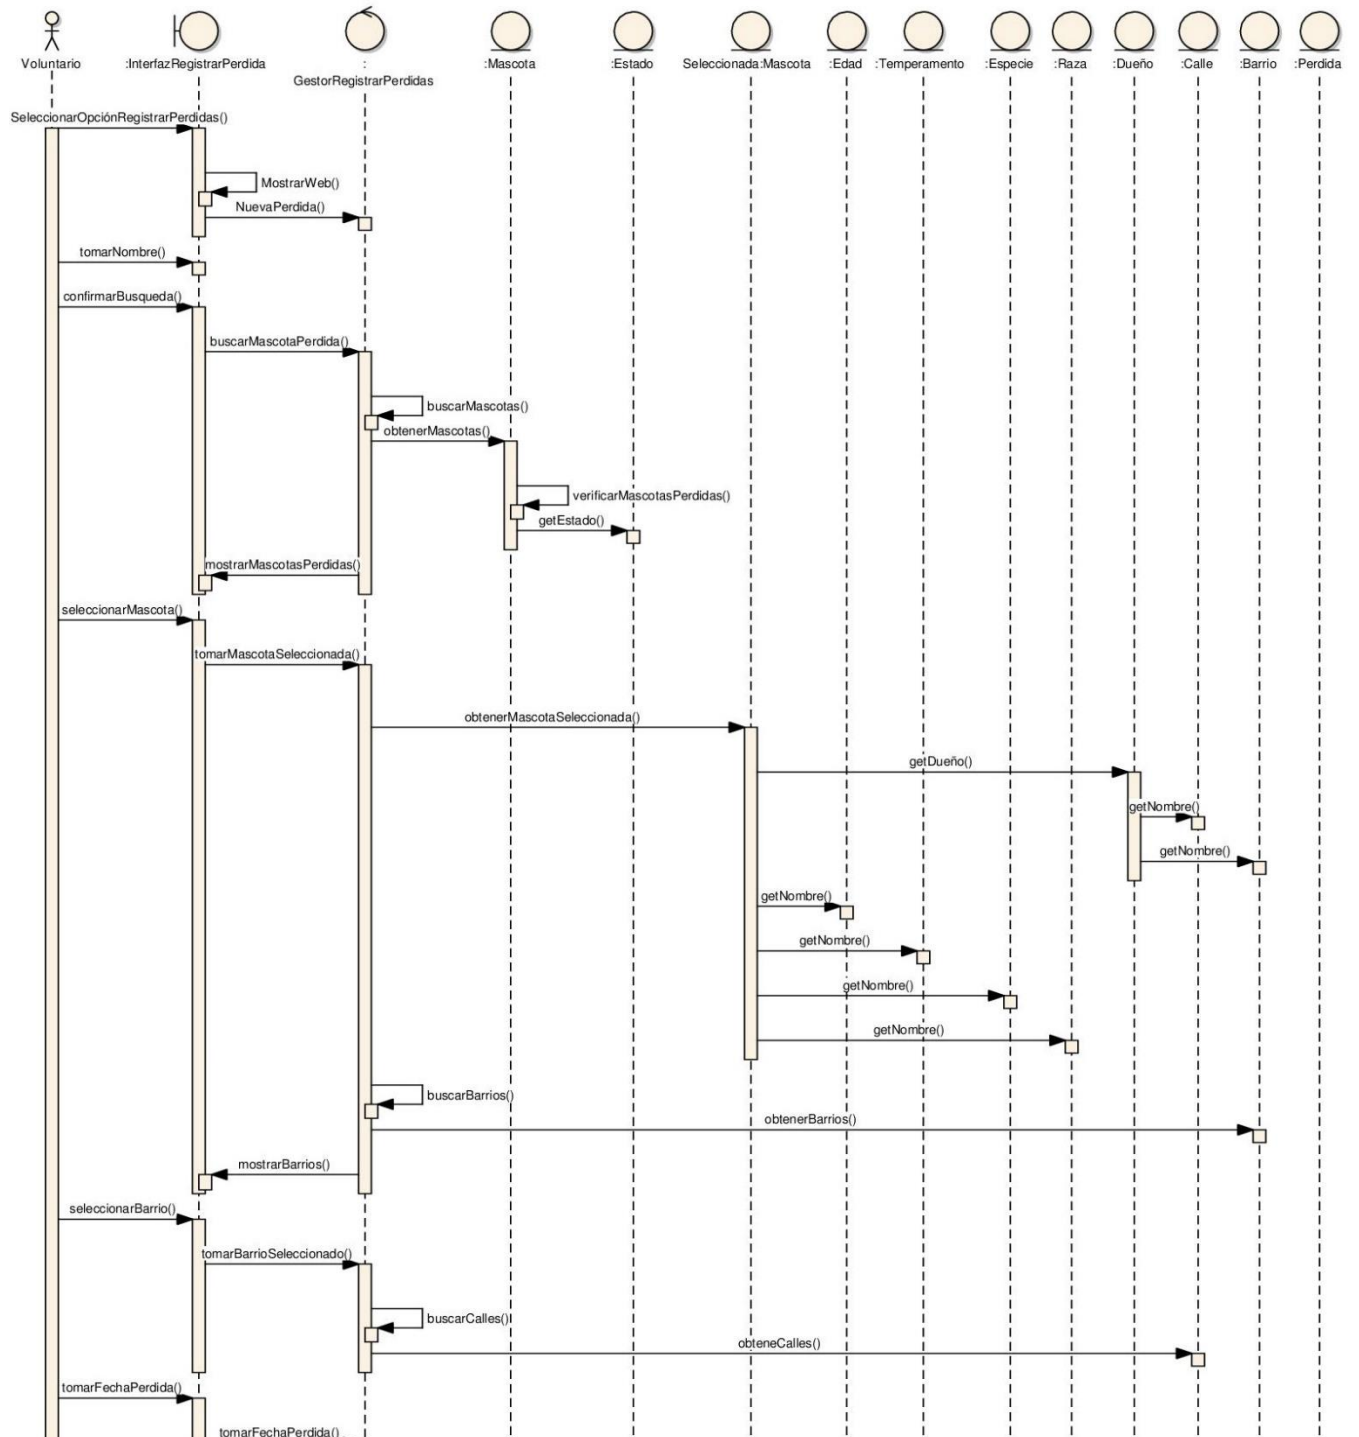 Voluntario
:InterfazRegistrarPerdida
:
GestorRegistrarPerdidas
:Mascota
:Estado
Seleccionada:Mascota
:Edad
:Temperamento
:Especie
:Raza
:Dueño
:Calle
:Barrio
:Perdida
SeleccionarOpciónRegistrarPerdidas()
MostrarWeb()
NuevaPerdida()
tomarNombre()
confirmarBusqueda()
buscarMascotaPerdida()
buscarMascotas()
obtenerMascotas()
verificarMascotasPerdidas()
getEstado()
mostrarMascotasPerdidas()
seleccionarMascota()
tomarMascotaSeleccionada()
obtenerMascotaSeleccionada()
getDueño()
getNombre()
getNombre()
getNombre()
getNombre()
getNombre()
getNombre()
buscarBarrios()
obtenerBarrios()
mostrarBarrios()
seleccionarBarrio()
tomarBarrioSeleccionado()
buscarCalles()
obteneCalles()
tomarFechaPerdida()
tomarFechaPerdida()